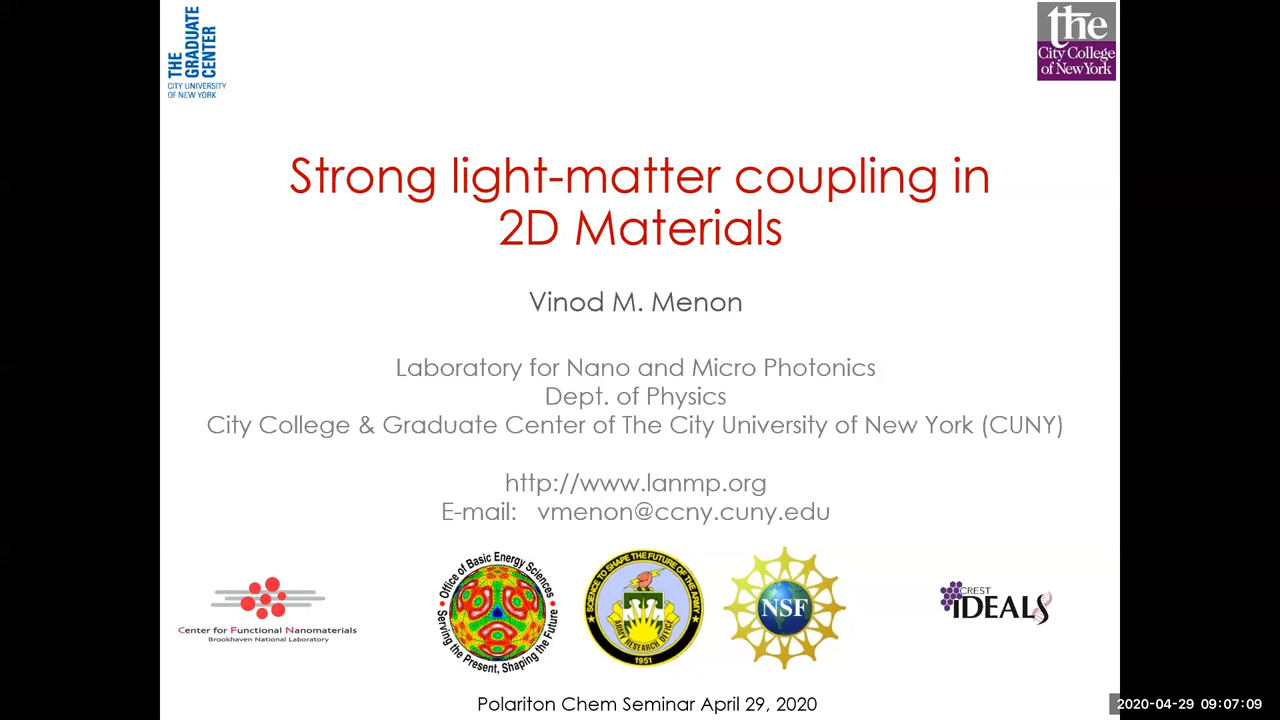 THE GRADUATE CENTER
CITY UNIVERSITY
OF NEW YORK
the
City College
of New York
Strong light-matter coupling in
2D Materials
Vinod M. Menon
Laboratory for Nano and Micro Photonics
Dept. of Physics
City College & Graduate Center of The City University of New York (CUNY)
http://www.lanmp.org
E-mail: vmenon@ccny.cuny.edu
Center for Functional Nanomaterials
Brookhaven National Laboratory
Office of Basic Energy Sciences
Serving the Present, Shaping the Future
SCIENCE TO SHAPE THE FUTURE OF THE ARMY
ARMY RESEARCH OFFICE
1951
NSF
CREST
iDEALS
Polariton Chem Seminar April 29, 2020
2020-04-29 09:07:09